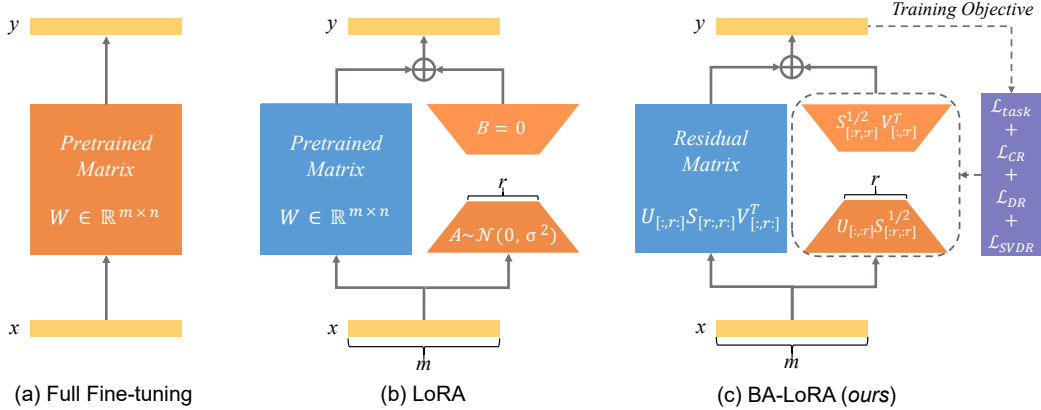 y
Pretrained
Matrix
W ∈ ℝ^{m×n}
x
(a) Full Fine-tuning
y
Pretrained
Matrix
W ∈ ℝ^{m×n}
B = 0
r
A~𝒩(0, σ²)
x
m
(b) LoRA
y
Training Objective
Residual
Matrix
U_{[:,r:]}S_{[r:,r:]}V^T_{[:,r:]}
S^{1/2}_{[:r,:r]}V^T_{[:,:r]}
r
U_{[:,:r]}S^{1/2}_{[:r,:r]}
ℒ_{task}
+
ℒ_{CR}
+
ℒ_{DR}
+
ℒ_{SVDR}
x
m
(c) BA-LoRA (ours)